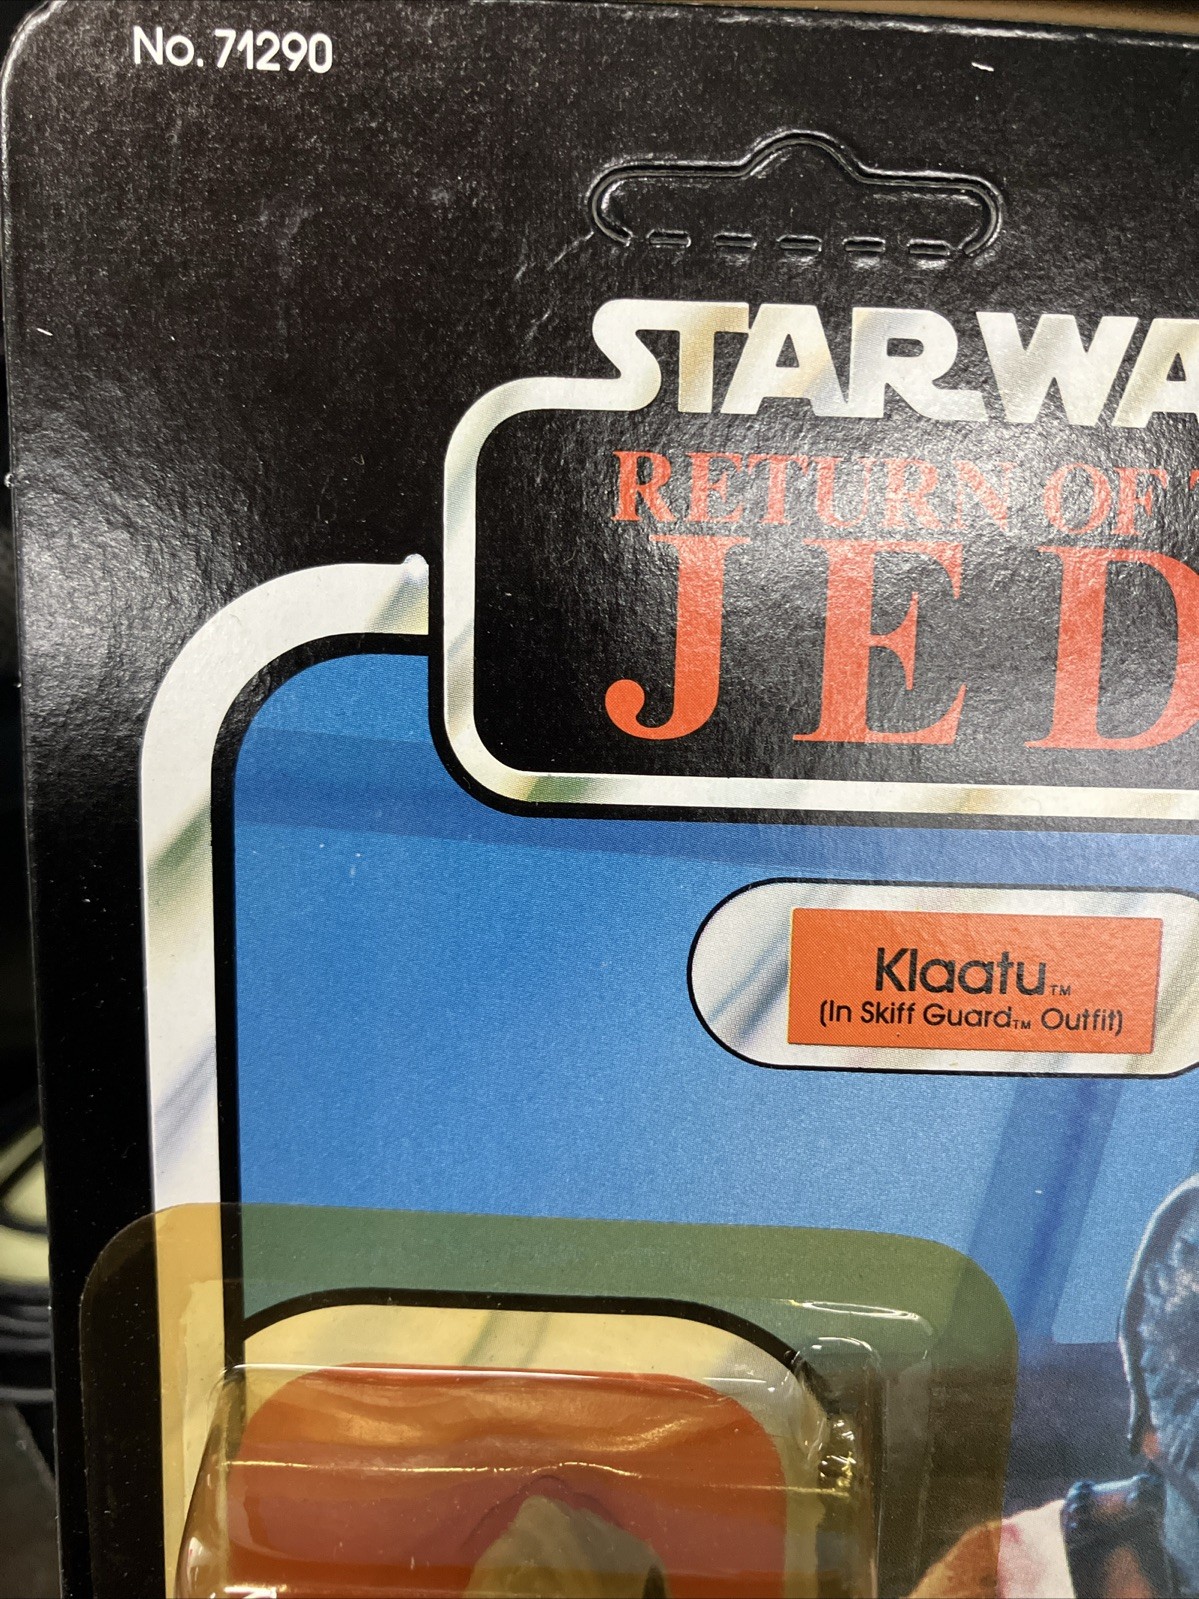 No. 71290
STAR WA
RETURN OF
JED
Klaatu™
(In Skiff Guard™ Outfit)